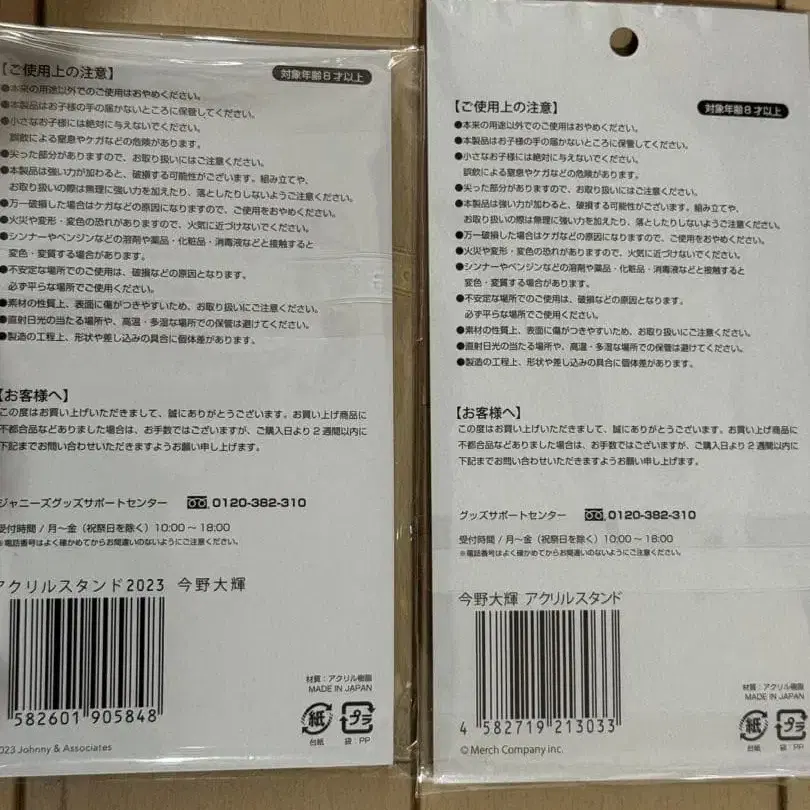 【ご使用上の注意】
対象年齢8才以上
●本来の用途以外でのご使用はおやめください。
●本製品はお子様の手の届かないところに保管してください。
●小さなお子様には絶対に与えないでください。
誤飲による窒息やケガなどの危険があります。
●尖った部分がありますので、お取り扱いにはご注意ください。
●本製品は強い力が加わると、破損する可能性がございます。組み立てや、
お取り扱いの際は無理に強い力を加えたり、落としたりしないようご注意ください。
●万一破損した場合はケガなどの原因になりますので、ご使用をおやめください。
●火災や変形・変色の恐れがありますので、火気に近づけないでください。
●シンナーやベンジンなどの溶剤や薬品・化粧品・消毒液などと接触すると
変色・変質する場合があります。
●不安定な場所でのご使用は、破損などの原因となります。
必ず平らな場所でご使用ください。
●素材の性質上、表面に傷がつきやすいため、お取り扱いにご注意ください。
●直射日光の当たる場所や、高温・多湿な場所での保管は避けてください。
●製造の工程上、形状や差し込みの具合に個体差があります。
【お客様へ】
この度はお買い上げいただきまして、誠にありがとうございます。お買い上げ商品に
不都合品などありました場合は、お手数ではございますが、ご購入日より2週間以内に
下記までお問い合わせいただきますようお願い申し上げます。
ジャニーズグッズサポートセンター 0120-382-310
受付時間 / 月〜金（祝祭日を除く）10:00〜18:00
※電話番号はよく確かめてからお間違いのないようにご注意ください。
アクリルスタンド2023 今野大輝
材質：アクリル樹脂
MADE IN JAPAN
582601 905848
紙
プラ
台紙
袋：PP
2023 Johnny & Associates
【ご使用上の注意】
対象年齢8才以上
●本来の用途以外でのご使用はおやめください。
●本製品はお子様の手の届かないところに保管してください。
●小さなお子様には絶対に与えないでください。
誤飲による窒息やケガなどの危険があります。
●尖った部分がありますので、お取り扱いにはご注意ください。
●本製品は強い力が加わると、破損する可能性がございます。組み立てや、
お取り扱いの際は無理に強い力を加えたり、落としたりしないようご注意ください。
●万一破損した場合はケガなどの原因になりますので、ご使用をおやめください。
●火災や変形・変色の恐れがありますので、火気に近づけないでください。
●シンナーやベンジンなどの溶剤や薬品・化粧品・消毒液などと接触すると
変色・変質する場合があります。
●不安定な場所でのご使用は、破損などの原因となります。
必ず平らな場所でご使用ください。
●素材の性質上、表面に傷がつきやすいため、お取り扱いにご注意ください。
●直射日光の当たる場所や、高温・多湿な場所での保管は避けてください。
●製造の工程上、形状や差し込みの具合に個体差があります。
【お客様へ】
この度はお買い上げいただきまして、誠にありがとうございます。お買い上げ商品に
不都合品などありました場合は、お手数ではございますが、ご購入日より2週間以内に
下記までお問い合わせいただきますようお願い申し上げます。
グッズサポートセンター 0120-382-310
受付時間 / 月〜金（祝祭日を除く）10:00〜18:00
※電話番号はよく確かめてからお間違いのないようにご注意ください。
今野大輝 アクリルスタンド
材質：アクリル樹脂
MADE IN JAPAN
4 582719 213033
紙
プラ
台紙
袋：PP
© Merch Company inc.